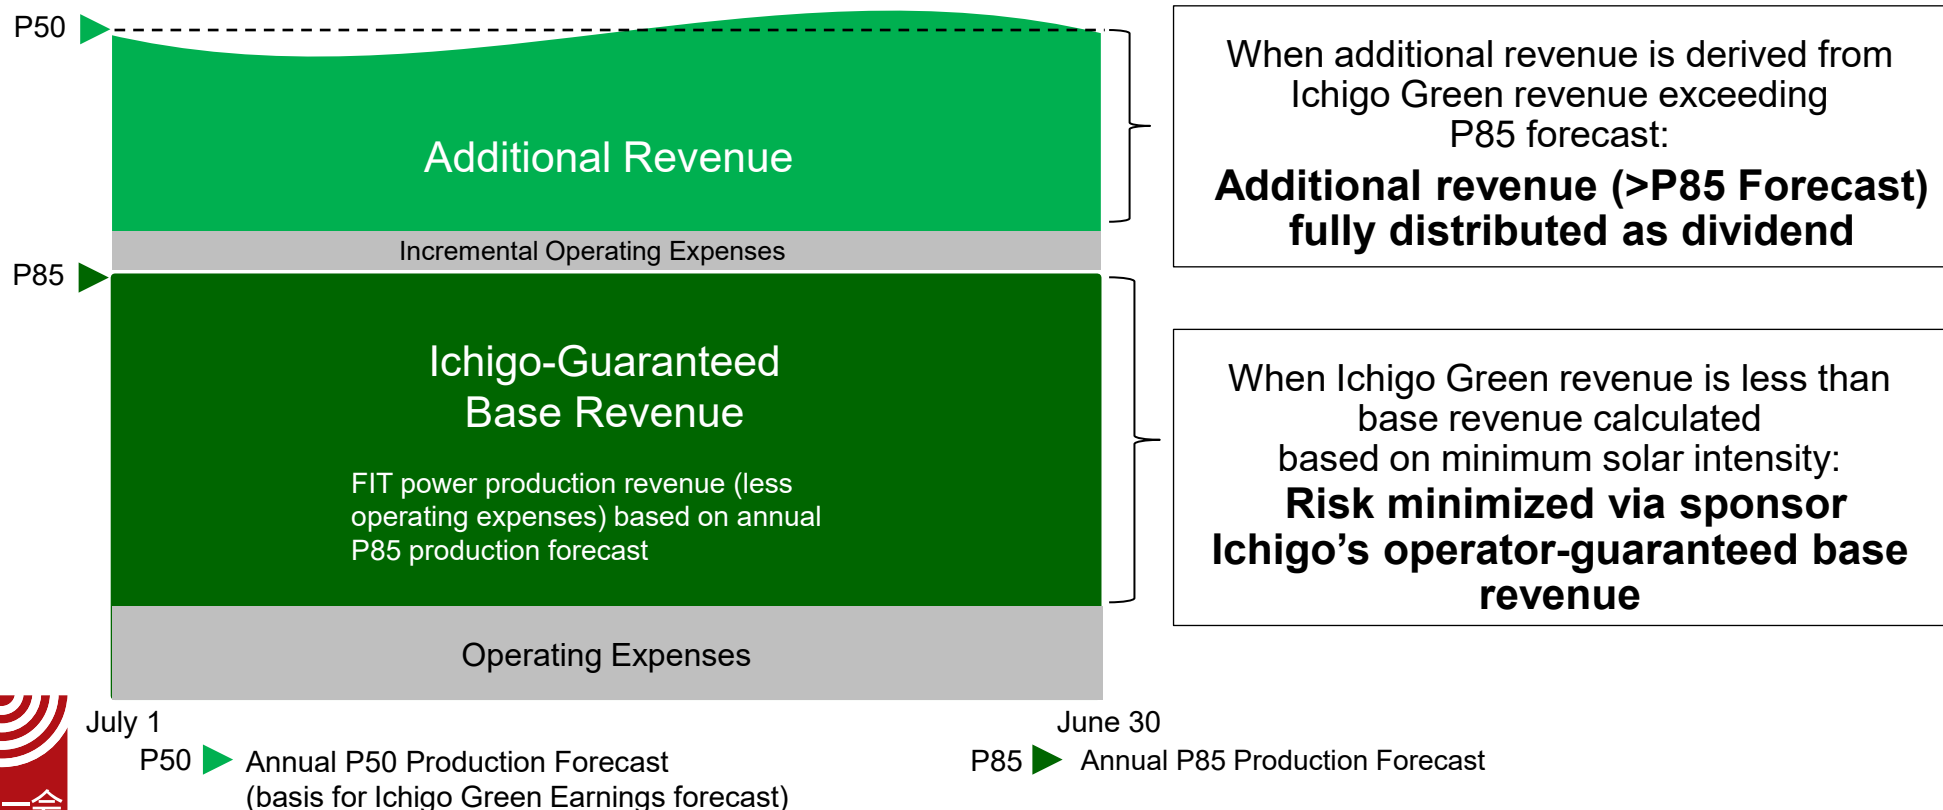 P50
Additional Revenue
Incremental Operating Expenses
P85
Ichigo-Guaranteed
Base Revenue
FIT power production revenue (less
operating expenses) based on annual
P85 production forecast
Operating Expenses
July 1
June 30
When additional revenue is derived from
Ichigo Green revenue exceeding
P85 forecast:
Additional revenue (>P85 Forecast)
fully distributed as dividend
When Ichigo Green revenue is less than
base revenue calculated
based on minimum solar intensity:
Risk minimized via sponsor
Ichigo’s operator-guaranteed base
revenue
P50 Annual P50 Production Forecast
(basis for Ichigo Green Earnings forecast)
P85 Annual P85 Production Forecast